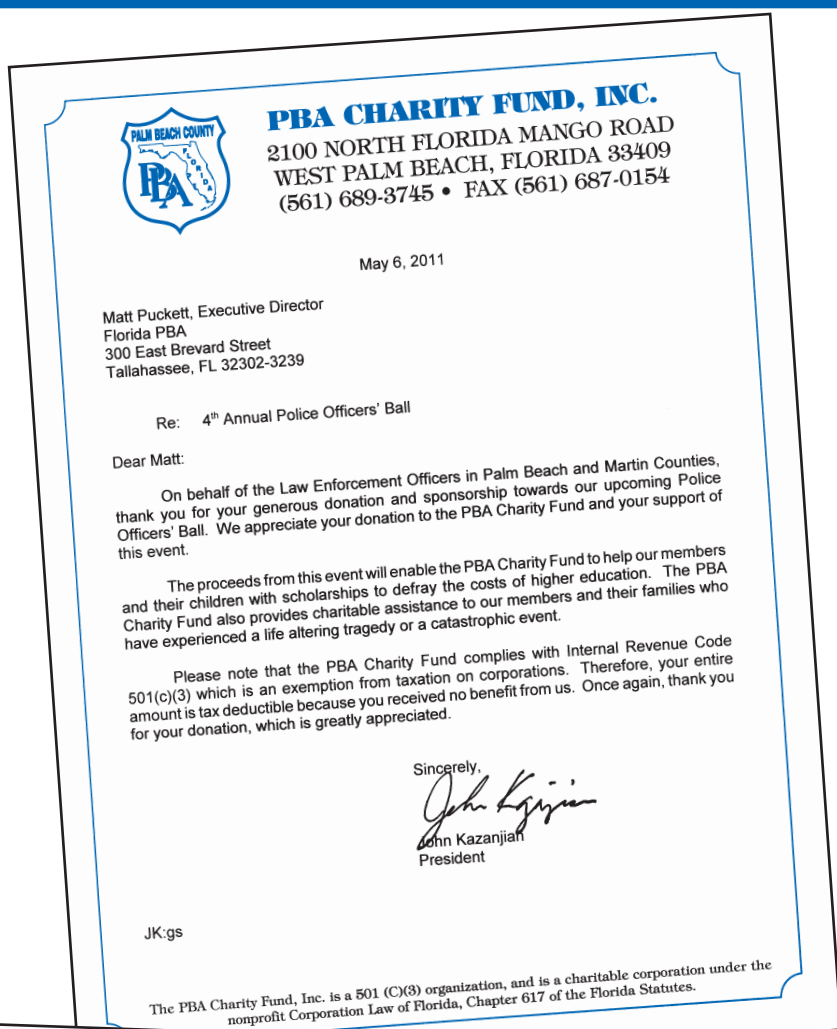 PALM BEACH COUNTY
FLORIDA
PBA
PBA CHARITY FUND, INC.
2100 NORTH FLORIDA MANGO ROAD
WEST PALM BEACH, FLORIDA 33409
(561) 689-3745 • FAX (561) 687-0154
May 6, 2011
Matt Puckett, Executive Director
Florida PBA
300 East Brevard Street
Tallahassee, FL 32302-3239
Re: 4th Annual Police Officers' Ball
Dear Matt:
On behalf of the Law Enforcement Officers in Palm Beach and Martin Counties,
thank you for your generous donation and sponsorship towards our upcoming Police
Officers' Ball. We appreciate your donation to the PBA Charity Fund and your support of
this event.
The proceeds from this event will enable the PBA Charity Fund to help our members
and their children with scholarships to defray the costs of higher education. The PBA
Charity Fund also provides charitable assistance to our members and their families who
have experienced a life altering tragedy or a catastrophic event.
Please note that the PBA Charity Fund complies with Internal Revenue Code
501(c)(3) which is an exemption from taxation on corporations. Therefore, your entire
amount is tax deductible because you received no benefit from us. Once again, thank you
for your donation, which is greatly appreciated.
Sincerely,
John Kazanjian
John Kazanjian
President
JK:gs
The PBA Charity Fund, Inc. is a 501 (C)(3) organization, and is a charitable corporation under the
nonprofit Corporation Law of Florida, Chapter 617 of the Florida Statutes.